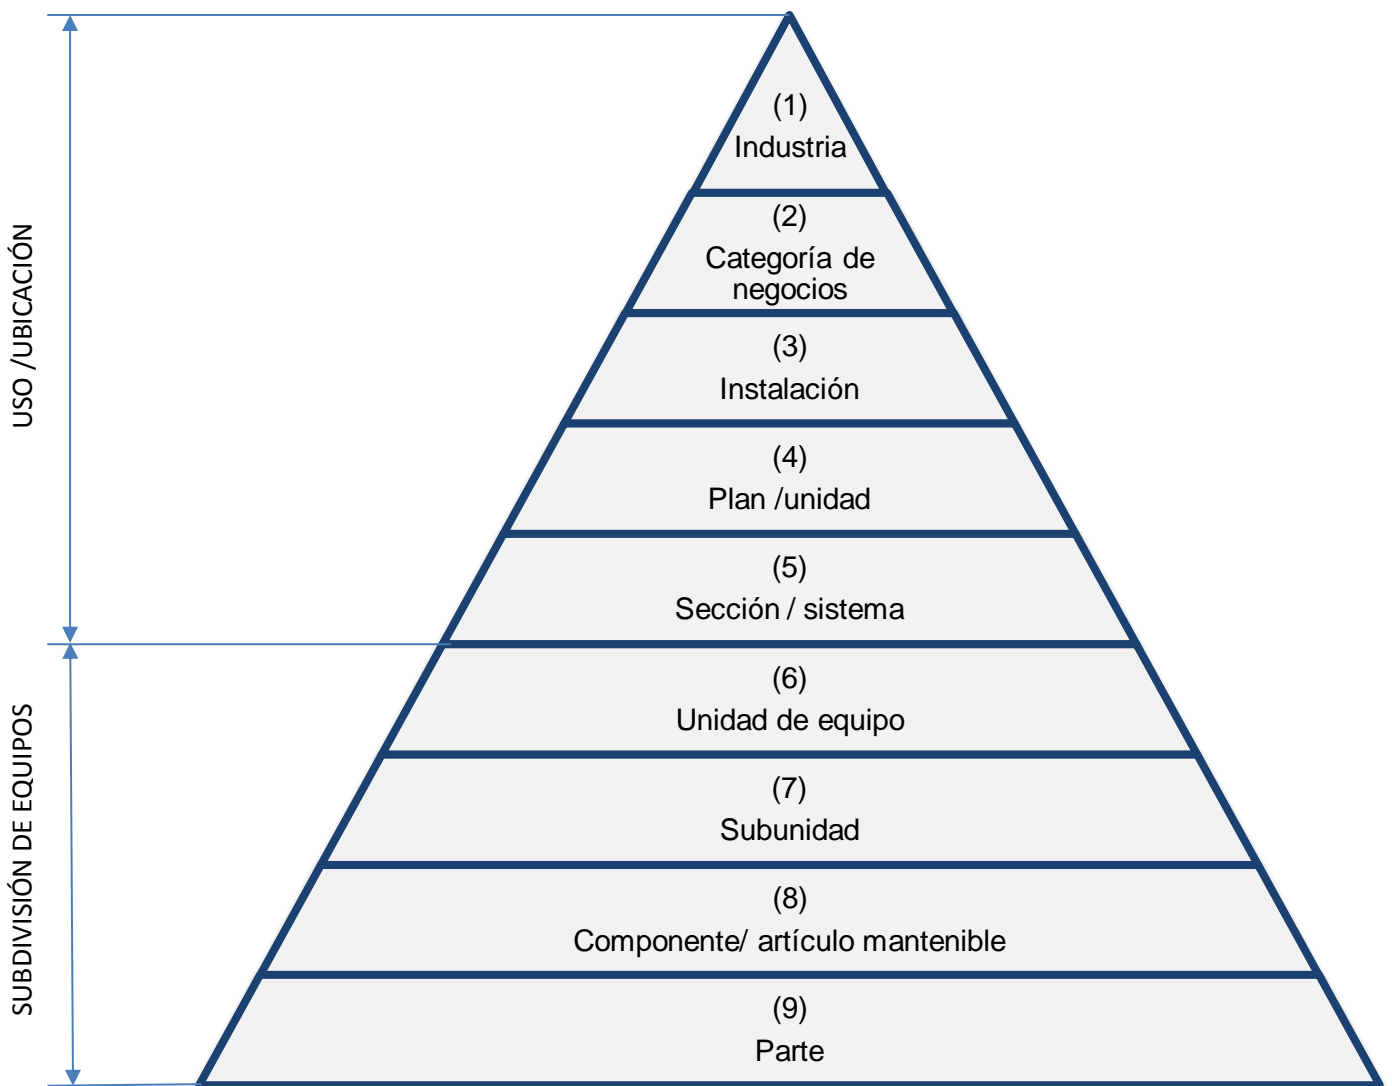 USO /UBICACIÓN
SUBDIVISIÓN DE EQUIPOS
(1)
Industria
(2)
Categoría de
negocios
(3)
Instalación
(4)
Plan /unidad
(5)
Sección / sistema
(6)
Unidad de equipo
(7)
Subunidad
(8)
Componente/ artículo mantenible
(9)
Parte